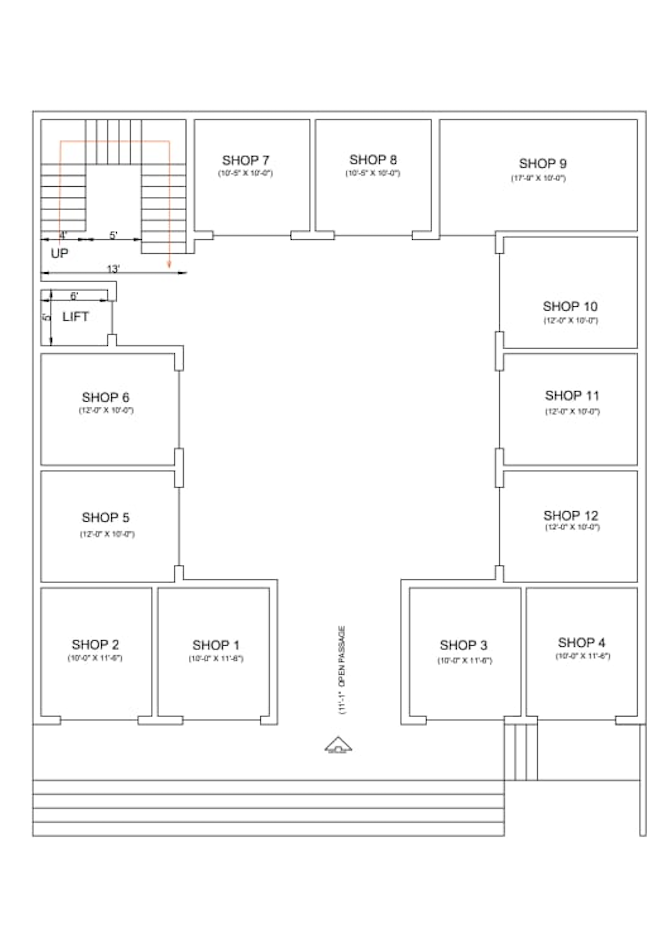 SHOP 7
(10'-5" X 10'-0")
SHOP 8
(10'-5" X 10'-0")
SHOP 9
(17'-9" X 10'-0")
4'
5'
UP
13'
6'
5'
LIFT
SHOP 10
(12'-0" X 10'-0")
SHOP 6
(12'-0" X 10'-0")
SHOP 11
(12'-0" X 10'-0")
SHOP 5
(12'-0" X 10'-0")
SHOP 12
(12'-0" X 10'-0")
SHOP 2
(10'-0" X 11'-6")
SHOP 1
(10'-0" X 11'-6")
(11'-1" OPEN PASSAGE
SHOP 3
(10'-0" X 11'-6")
SHOP 4
(10'-0" X 11'-6")